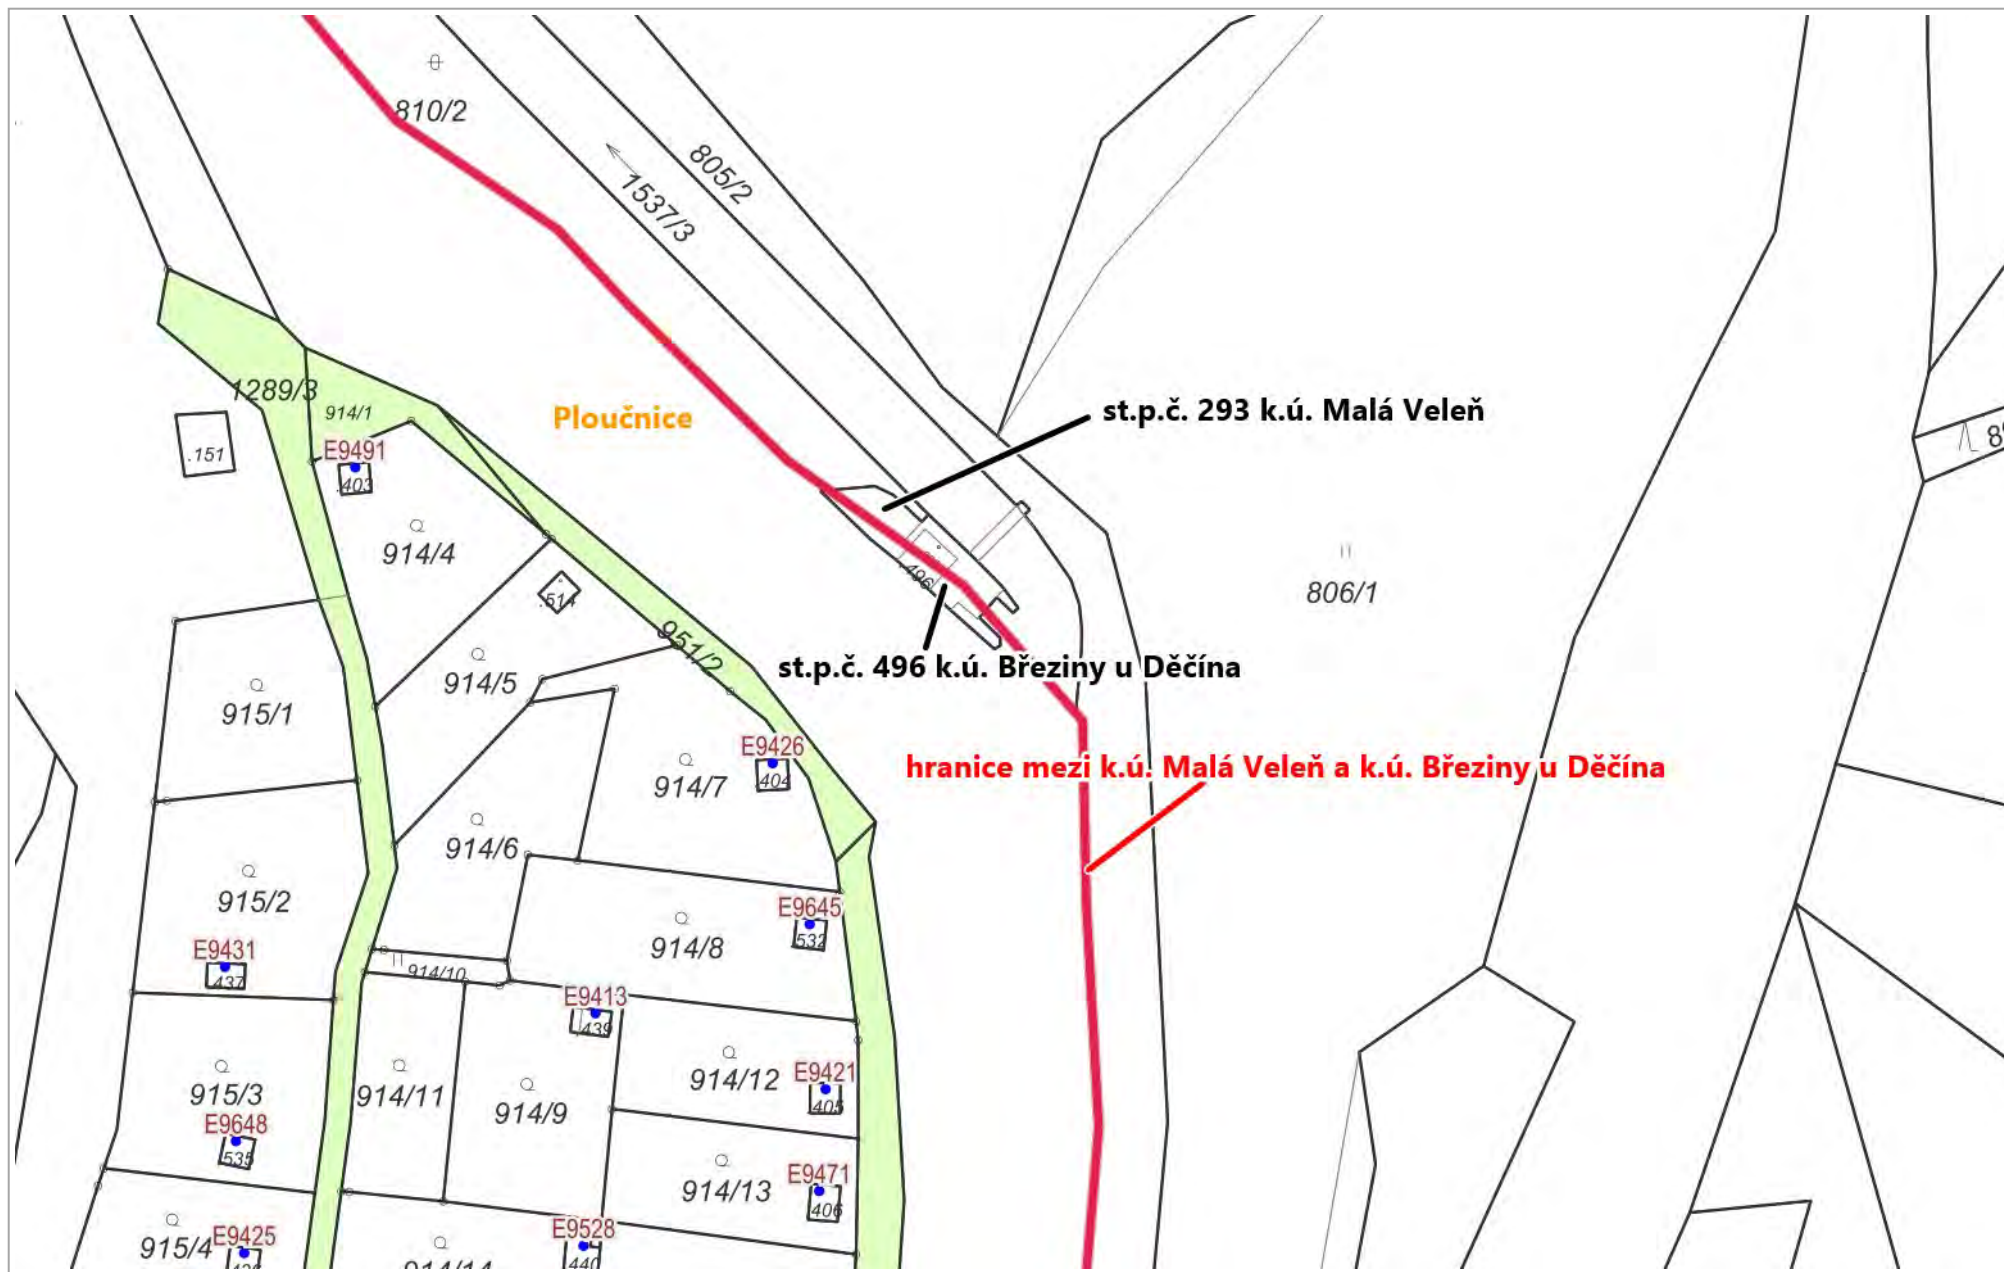 810/2
805/2
1537/3
1289/3
914/1
Ploučnice
st.p.č. 293 k.ú. Malá Veleň
.151
E9491
.403
914/4
.496
.514
806/1
951/2
st.p.č. 496 k.ú. Březiny u Děčína
914/5
915/1
E9426
404
914/7
hranice mezi k.ú. Malá Veleň a k.ú. Březiny u Děčína
914/6
915/2
E9645
532
914/8
E9431
.437
914/10
E9413
.439
914/12
E9421
.405
915/3
914/11
914/9
E9648
535
914/13
E9471
406
915/4
E9425
E9528
440
914/14